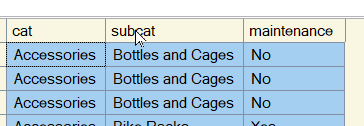 cat subcat maintenance
Accessories Bottles and Cages No
Accessories Bottles and Cages No
Accessories Bottles and Cages No
Accessories Bike Racks Yes